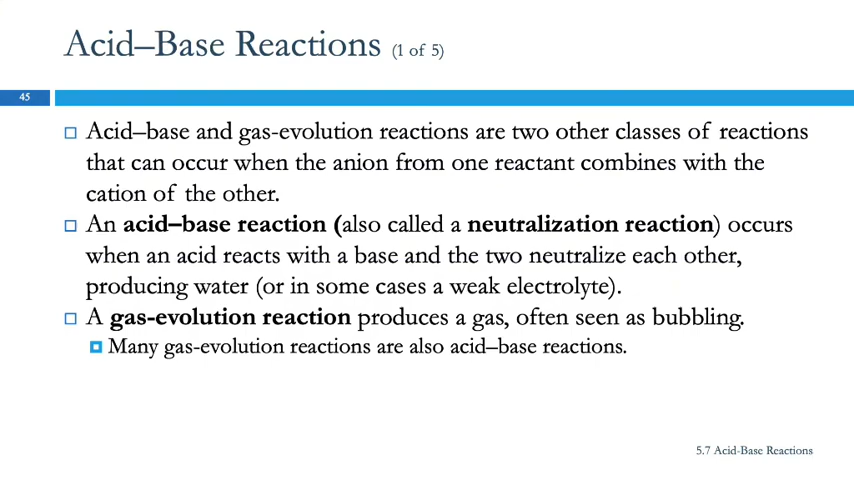 Acid–Base Reactions (1 of 5)
45
Acid–base and gas-evolution reactions are two other classes of reactions
that can occur when the anion from one reactant combines with the
cation of the other.
An acid–base reaction (also called a neutralization reaction) occurs
when an acid reacts with a base and the two neutralize each other,
producing water (or in some cases a weak electrolyte).
A gas-evolution reaction produces a gas, often seen as bubbling.
Many gas-evolution reactions are also acid–base reactions.
5.7 Acid-Base Reactions